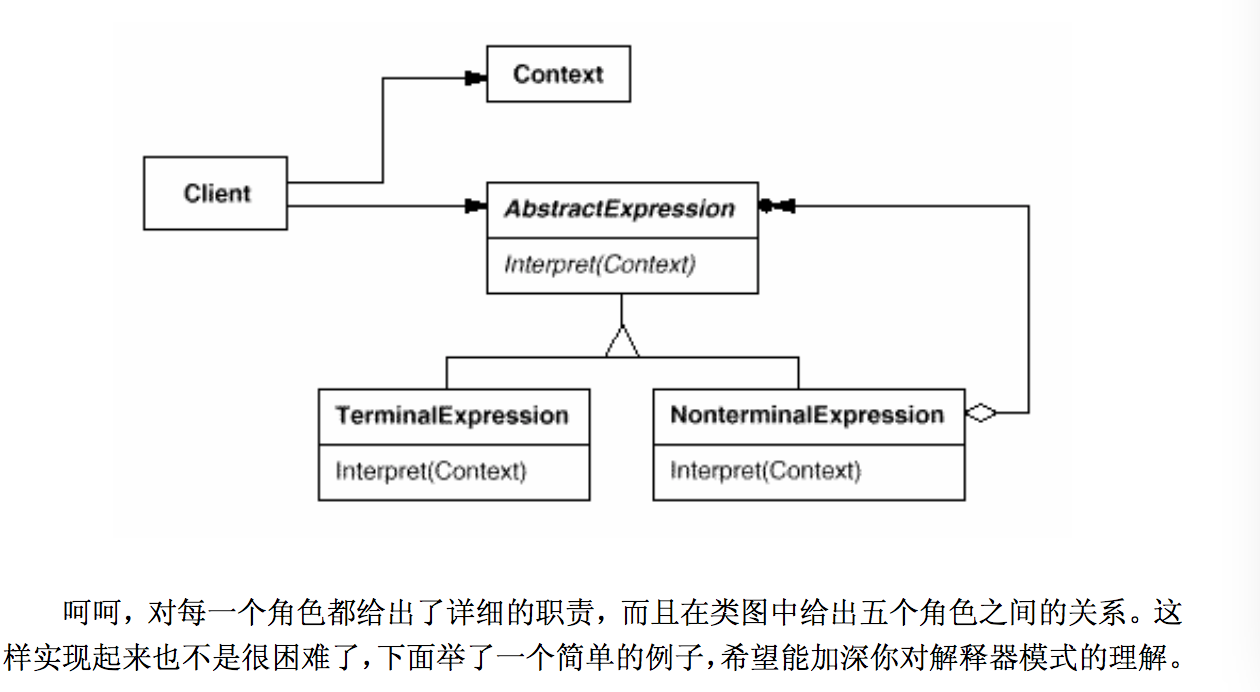 Context
Client
AbstractExpression
Interpret(Context)
TerminalExpression
NonterminalExpression
Interpret(Context)
Interpret(Context)
呵呵，对每一个角色都给出了详细的职责，而且在类图中给出五个角色之间的关系。这
样实现起来也不是很困难了，下面举了一个简单的例子，希望能加深你对解释器模式的理解。